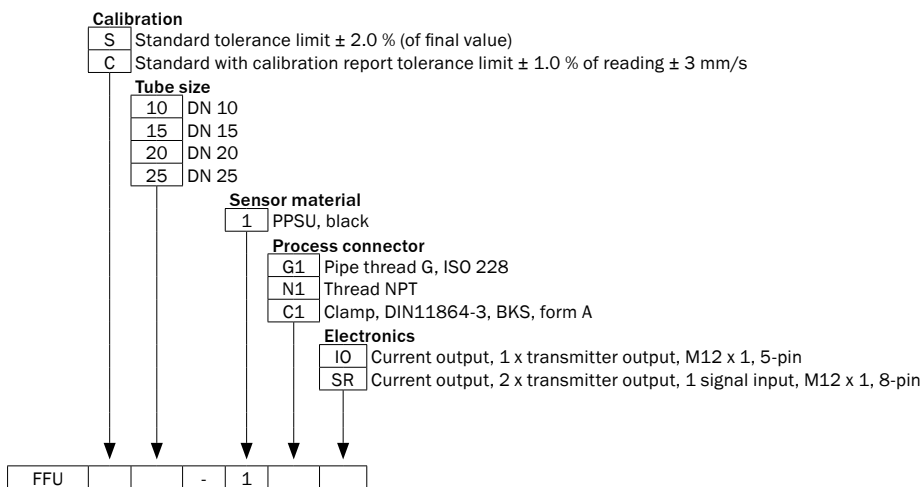 Calibration
S Standard tolerance limit ± 2.0 % (of final value)
C Standard with calibration report tolerance limit ± 1.0 % of reading ± 3 mm/s
Tube size
10 DN 10
15 DN 15
20 DN 20
25 DN 25
Sensor material
1 PPSU, black
Process connector
G1 Pipe thread G, ISO 228
N1 Thread NPT
C1 Clamp, DIN11864-3, BKS, form A
Electronics
IO Current output, 1 x transmitter output, M12 x 1, 5-pin
SR Current output, 2 x transmitter output, 1 signal input, M12 x 1, 8-pin
FFU - 1